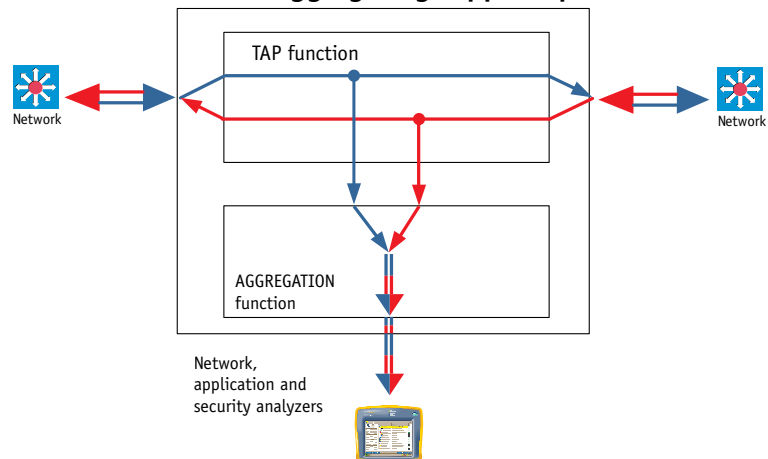 TAP function
Network
Network
AGGREGATION
function
Network,
application and
security analyzers